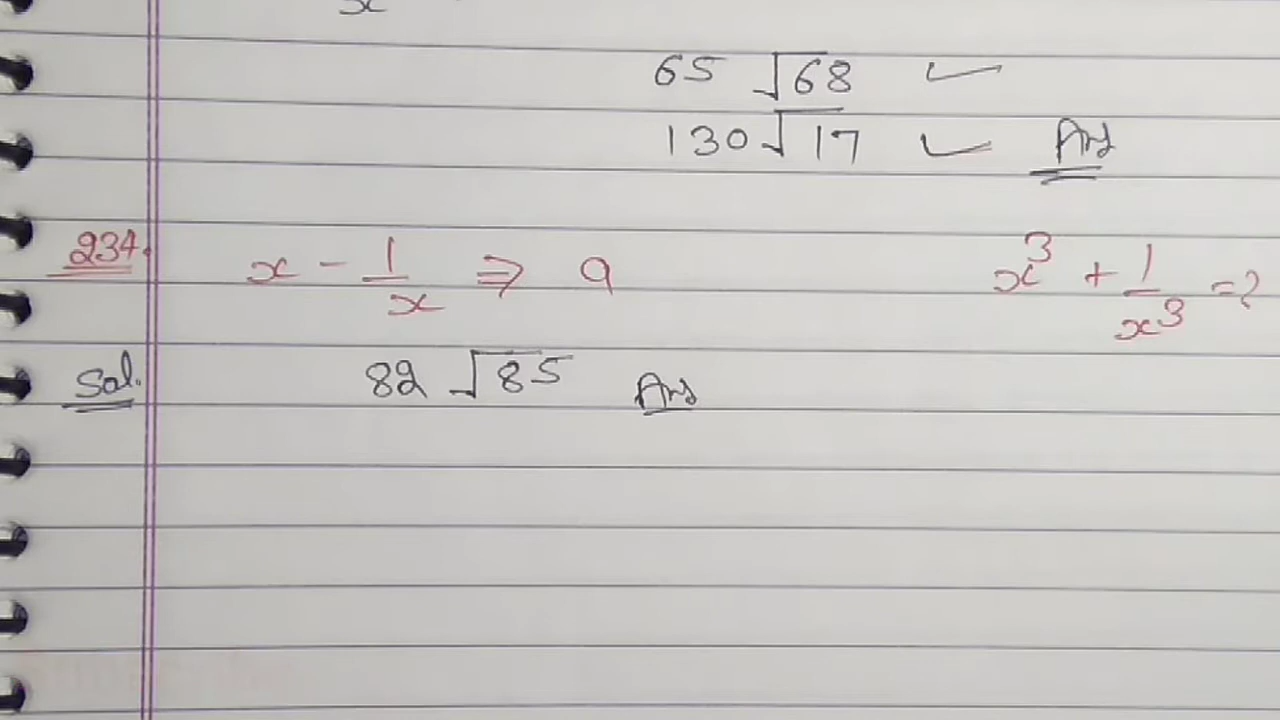 x
65 √68 ✓
130√17 ✓ Ans
234. x - 1/x ⇒ 9 x³ + 1/x³ = ?
Sol. 82 √85 Ans